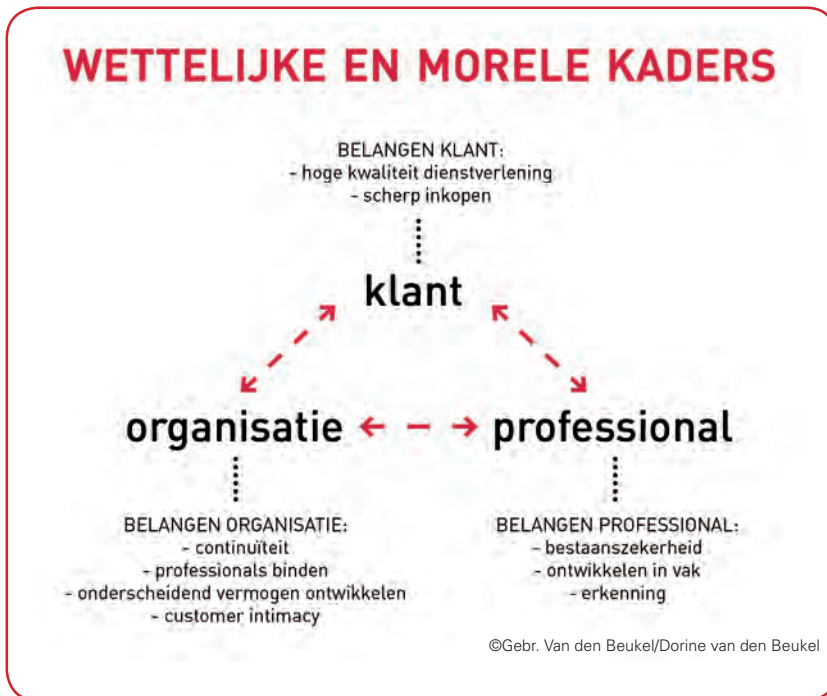 WETTELIJKE EN MORELE KADERS
BELANGEN KLANT:
- hoge kwaliteit dienstverlening
- scherp inkopen
klant
organisatie
professional
BELANGEN ORGANISATIE:
- continuïteit
- professionals binden
- onderscheidend vermogen ontwikkelen
- customer intimacy
BELANGEN PROFESSIONAL:
- bestaanszekerheid
- ontwikkelen in vak
- erkenning
©Gebr. Van den Beukel/Dorine van den Beukel